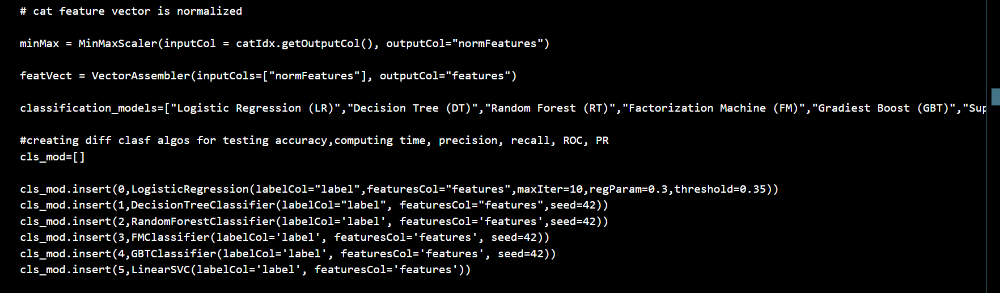 # cat feature vector is normalized
minMax = MinMaxScaler(inputCol = catIdx.getOutputCol(), outputCol="normFeatures")
featVect = VectorAssembler(inputCols=["normFeatures"], outputCol="features")
classification_models=["Logistic Regression (LR)","Decision Tree (DT)","Random Forest (RT)","Factorization Machine (FM)","Gradiest Boost (GBT)","Sup
#creating diff clasf algos for testing accuracy,computing time, precision, recall, ROC, PR
cls_mod=[]
cls_mod.insert(0,LogisticRegression(labelCol="label",featuresCol="features",maxIter=10,regParam=0.3,threshold=0.35))
cls_mod.insert(1,DecisionTreeClassifier(labelCol="label", featuresCol="features",seed=42))
cls_mod.insert(2,RandomForestClassifier(labelCol='label', featuresCol='features',seed=42))
cls_mod.insert(3,FMClassifier(labelCol='label', featuresCol='features', seed=42))
cls_mod.insert(4,GBTClassifier(labelCol='label', featuresCol='features', seed=42))
cls_mod.insert(5,LinearSVC(labelCol='label', featuresCol='features'))